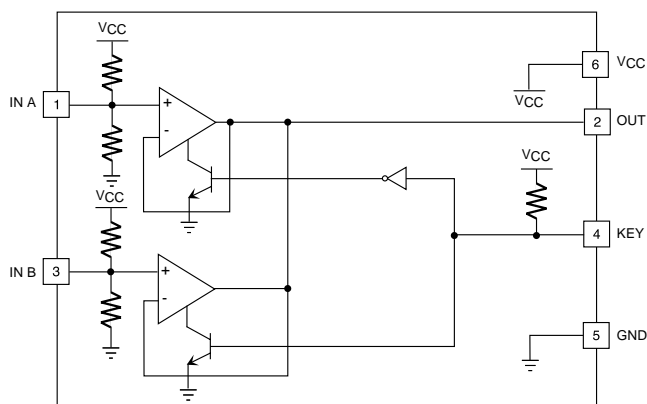 VCC
6 VCC
IN A 1 + VCC
- 2 OUT
VCC
VCC
4 KEY
IN B 3 +
-
5 GND